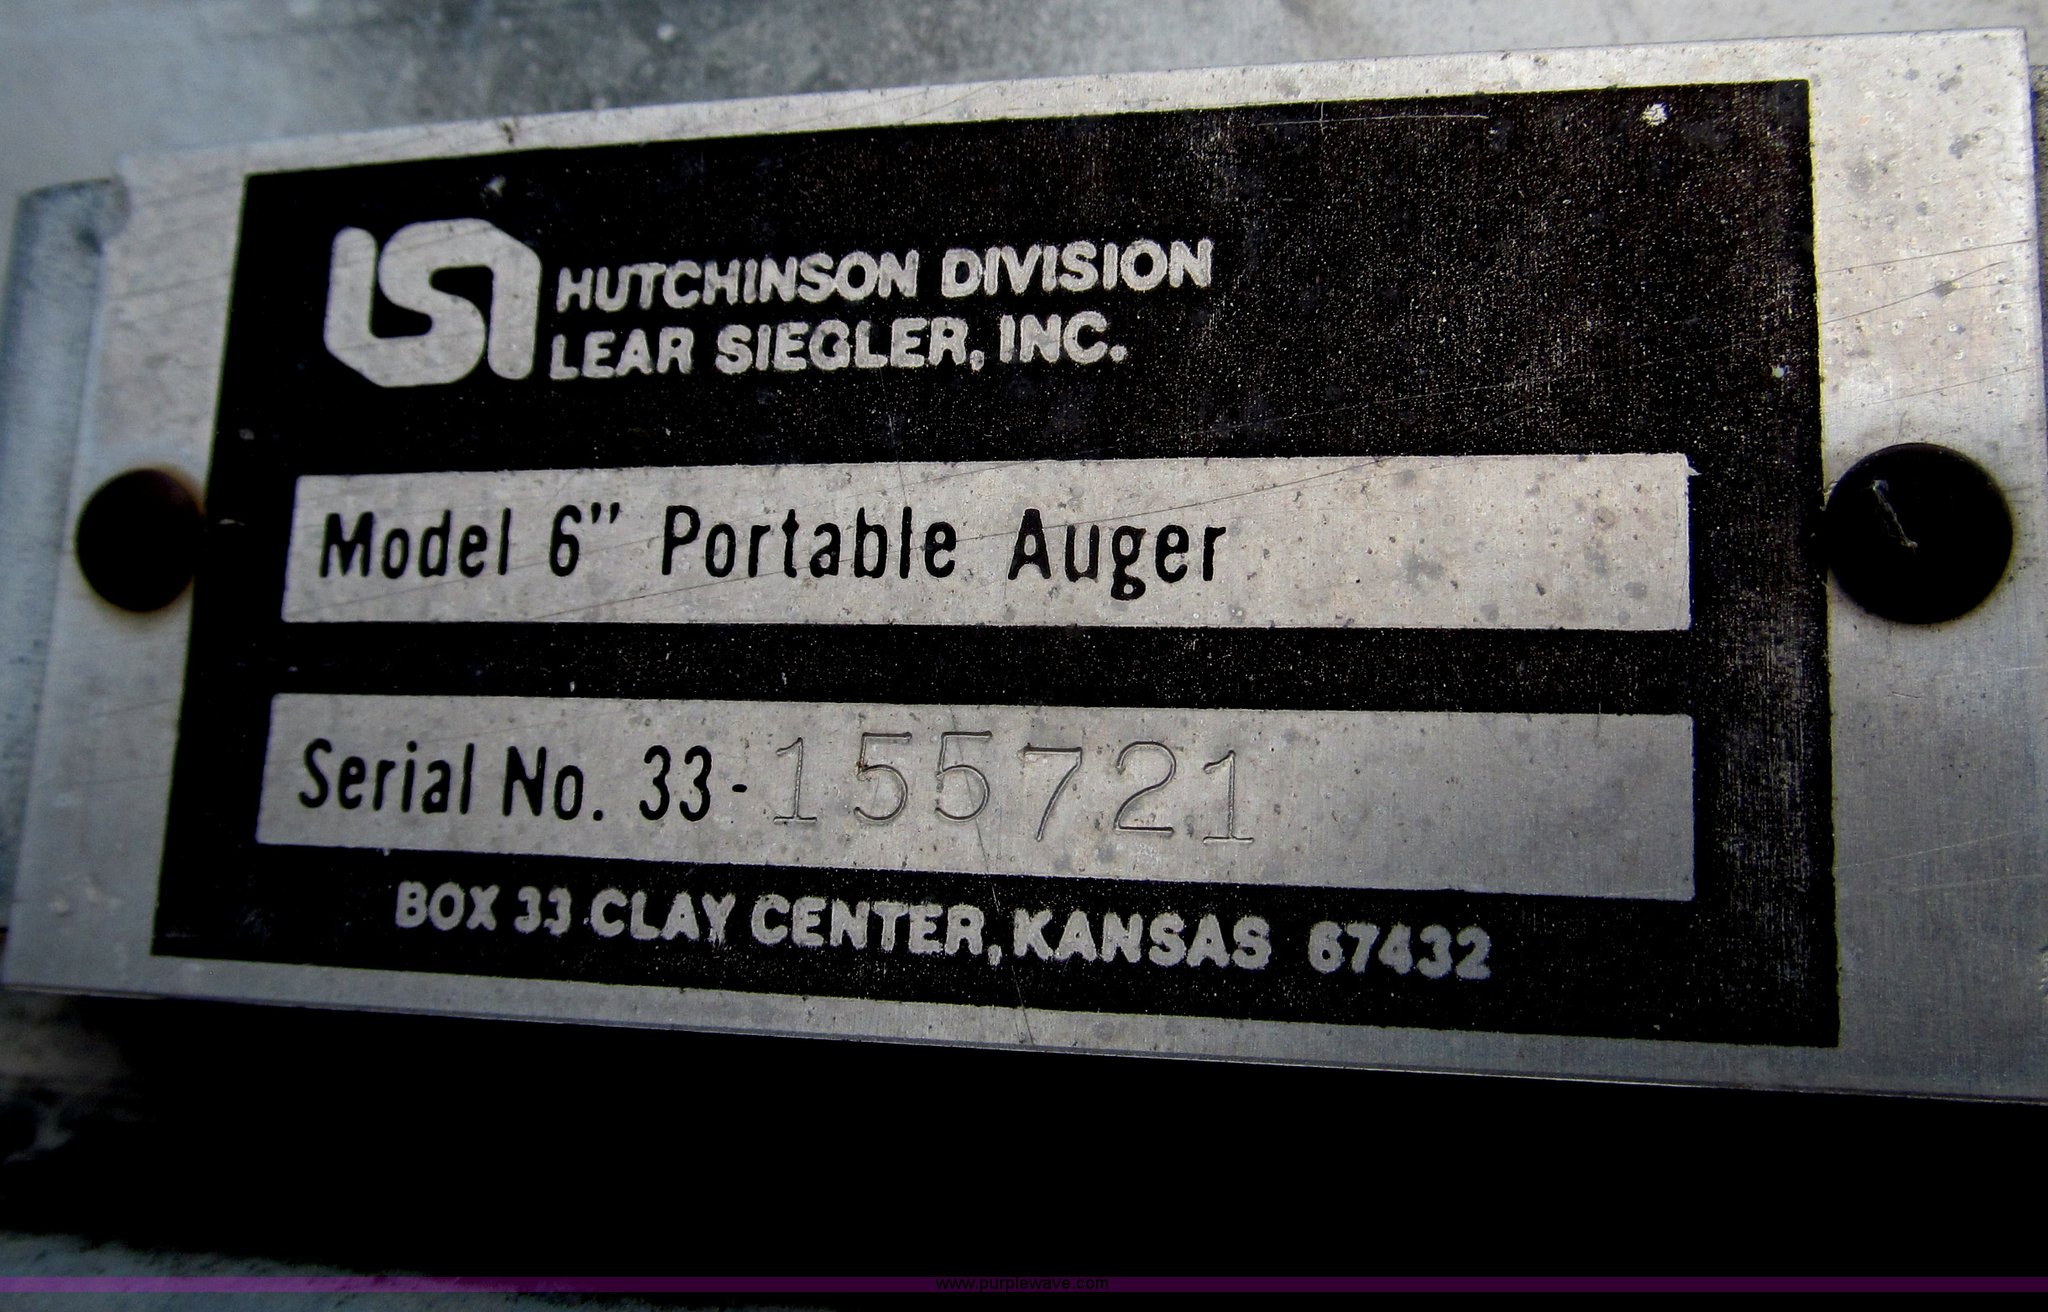 LSI HUTCHINSON DIVISION
LEAR SIEGLER, INC.
Model 6" Portable Auger
Serial No. 33-155721
BOX 33 CLAY CENTER, KANSAS 67432
www.purplewave.com